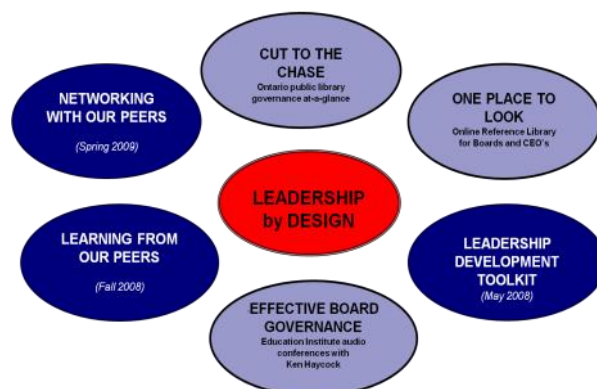 CUT TO THE
CHASE
Ontario public library
governance at-a-glance
NETWORKING
WITH OUR PEERS
(Spring 2009)
ONE PLACE TO
LOOK
Online Reference Library
for Boards and CEO's
LEADERSHIP
by DESIGN
LEARNING FROM
OUR PEERS
(Fall 2008)
LEADERSHIP
DEVELOPMENT
TOOLKIT
(May 2008)
EFFECTIVE BOARD
GOVERNANCE
Education Institute audio
conferences with
Ken Haycock